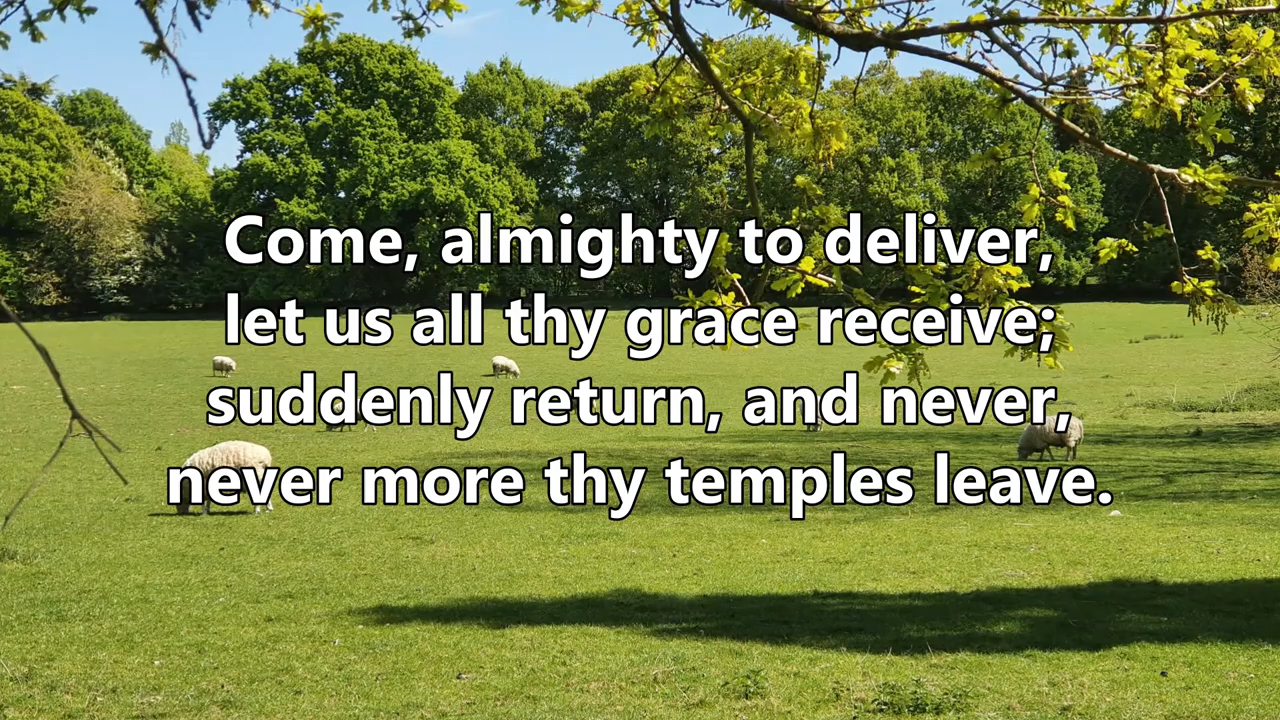 Come, almighty to deliver,
let us all thy grace receive;
suddenly return, and never,
never more thy temples leave.